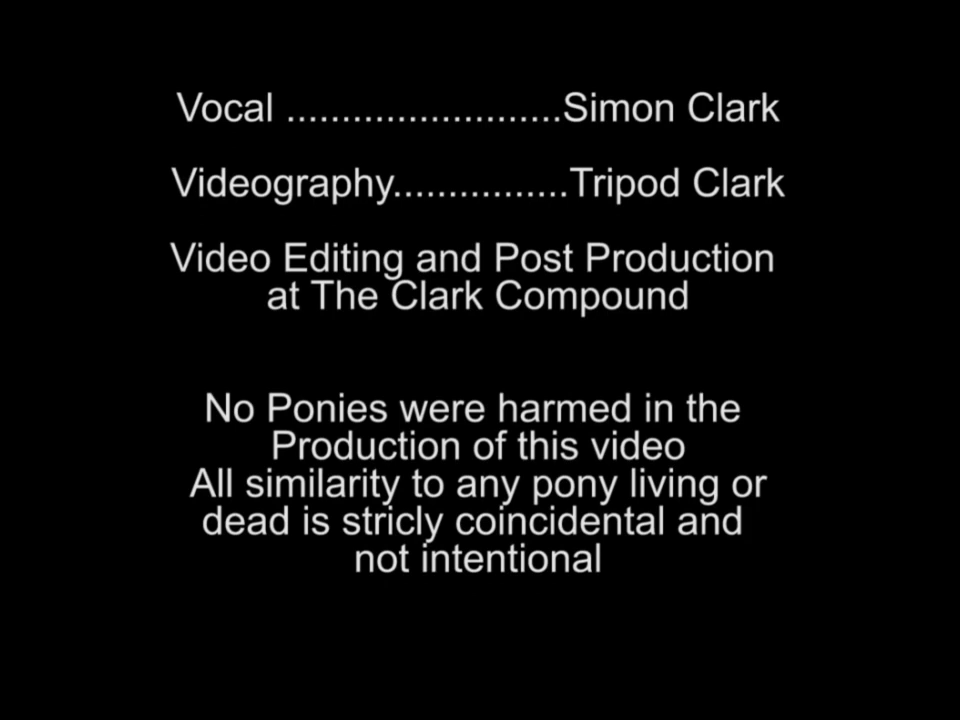 Vocal .........................Simon Clark
Videography................Tripod Clark
Video Editing and Post Production
at The Clark Compound
No Ponies were harmed in the
Production of this video
All similarity to any pony living or
dead is stricly coincidental and
not intentional